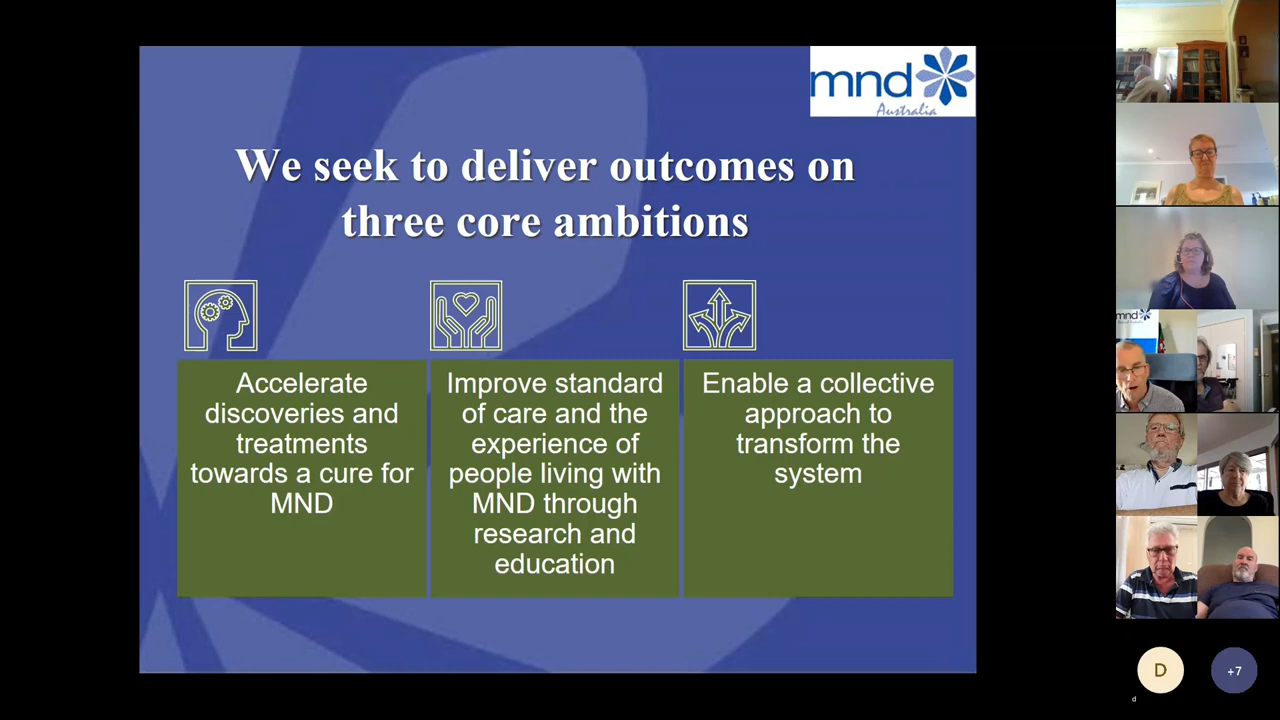 mnd
Australia
We seek to deliver outcomes on
three core ambitions
Accelerate
discoveries and
treatments
towards a cure for
MND
Improve standard
of care and the
experience of
people living with
MND through
research and
education
Enable a collective
approach to
transform the
system
mnd
D
+7
d